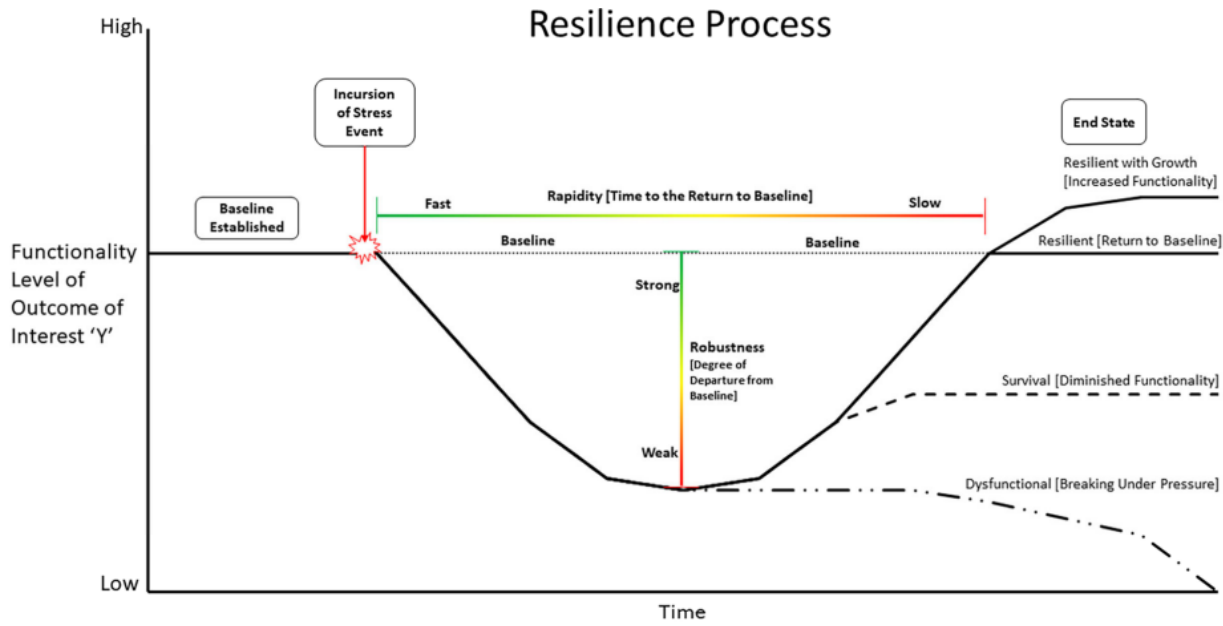 Resilience Process
High
Incursion
of Stress
Event
End State
Resilient with Growth
[Increased Functionality]
Baseline
Established
Rapidity [Time to the Return to Baseline]
Fast
Slow
Baseline
Baseline
Resilient [Return to Baseline]
Functionality
Level of
Outcome of
Interest ‘Y’
Strong
Robustness
[Degree of
Departure from
Baseline]
Survival [Diminished Functionality]
Weak
Dysfunctional [Breaking Under Pressure]
Low
Time